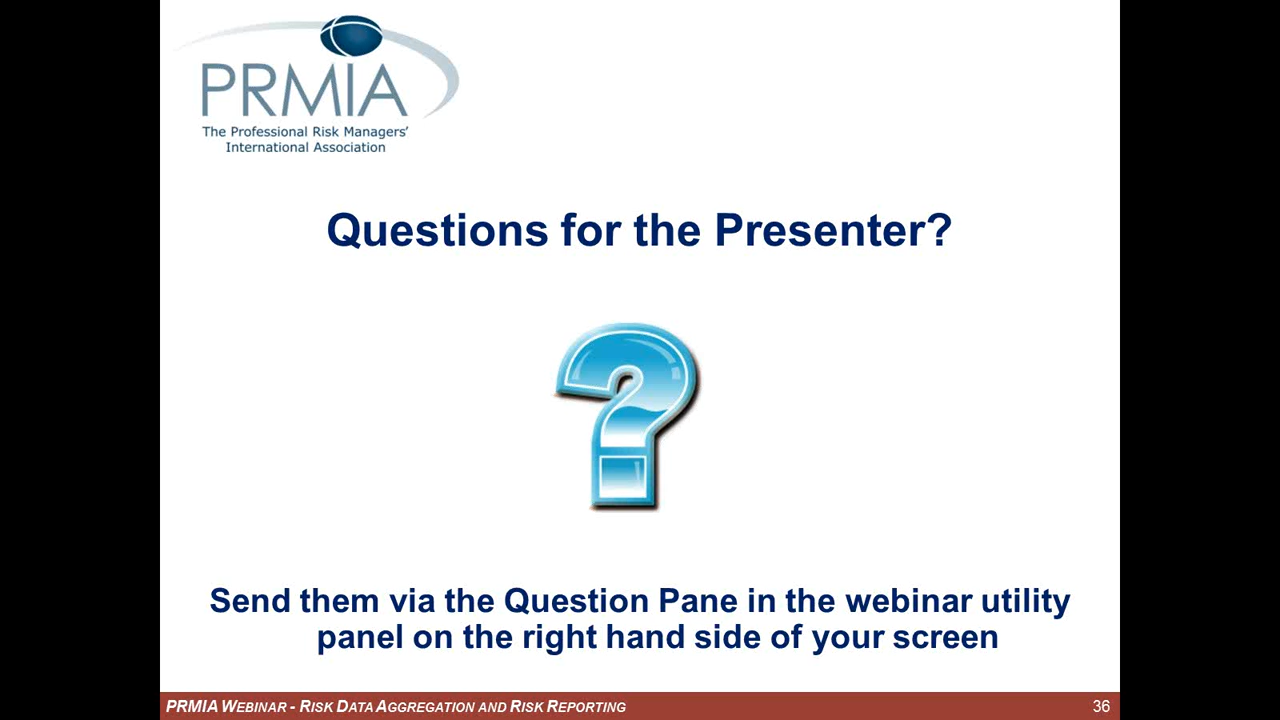 PRMIA
The Professional Risk Managers'
International Association
Questions for the Presenter?
Send them via the Question Pane in the webinar utility
panel on the right hand side of your screen
PRMIA WEBINAR - RISK DATA AGGREGATION AND RISK REPORTING
36